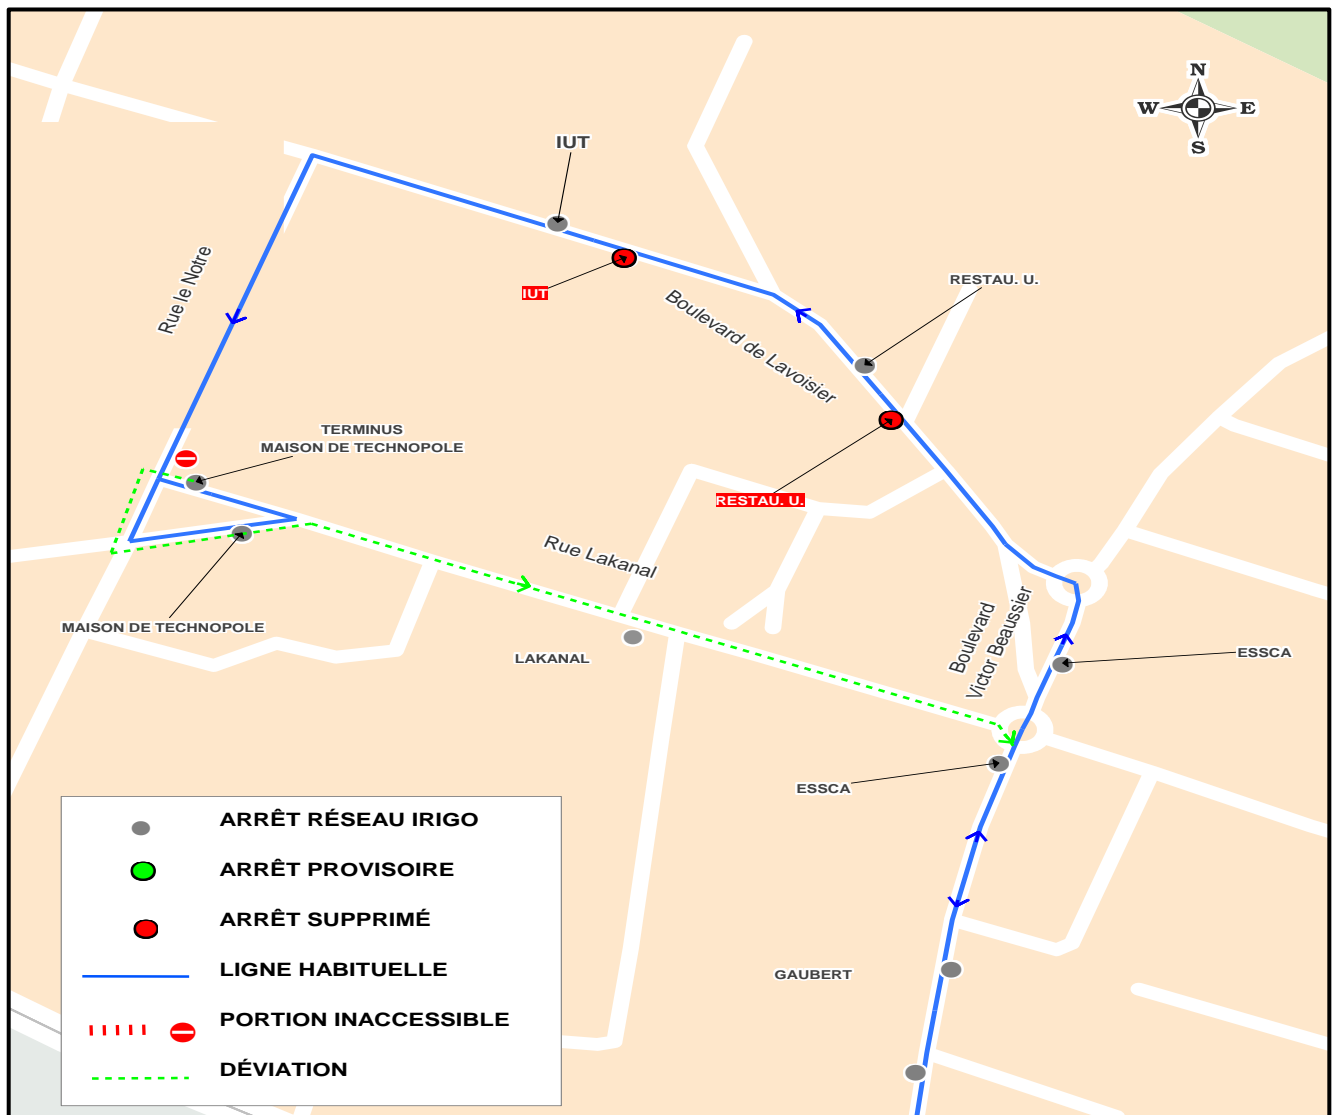 N
W E
S
IUT
IUT
Rue le Notre
Boulevard de Lavoisier
RESTAU. U.
TERMINUS
MAISON DE TECHNOPOLE
RESTAU. U.
Rue Lakanal
MAISON DE TECHNOPOLE
LAKANAL
Boulevard
Victor Beaussier
ESSCA
ESSCA
GAUBERT
ARRÊT RÉSEAU IRIGO
ARRÊT PROVISOIRE
ARRÊT SUPPRIMÉ
LIGNE HABITUELLE
PORTION INACCESSIBLE
DÉVIATION